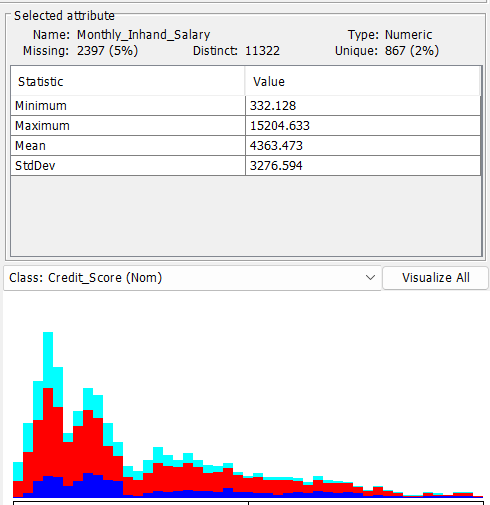 Selected attribute
Name: Monthly_Inhand_Salary Type: Numeric
Missing: 2397 (5%) Distinct: 11322 Unique: 867 (2%)
Statistic Value
Minimum 332.128
Maximum 15204.633
Mean 4363.473
StdDev 3276.594
Class: Credit_Score (Nom) Visualize All